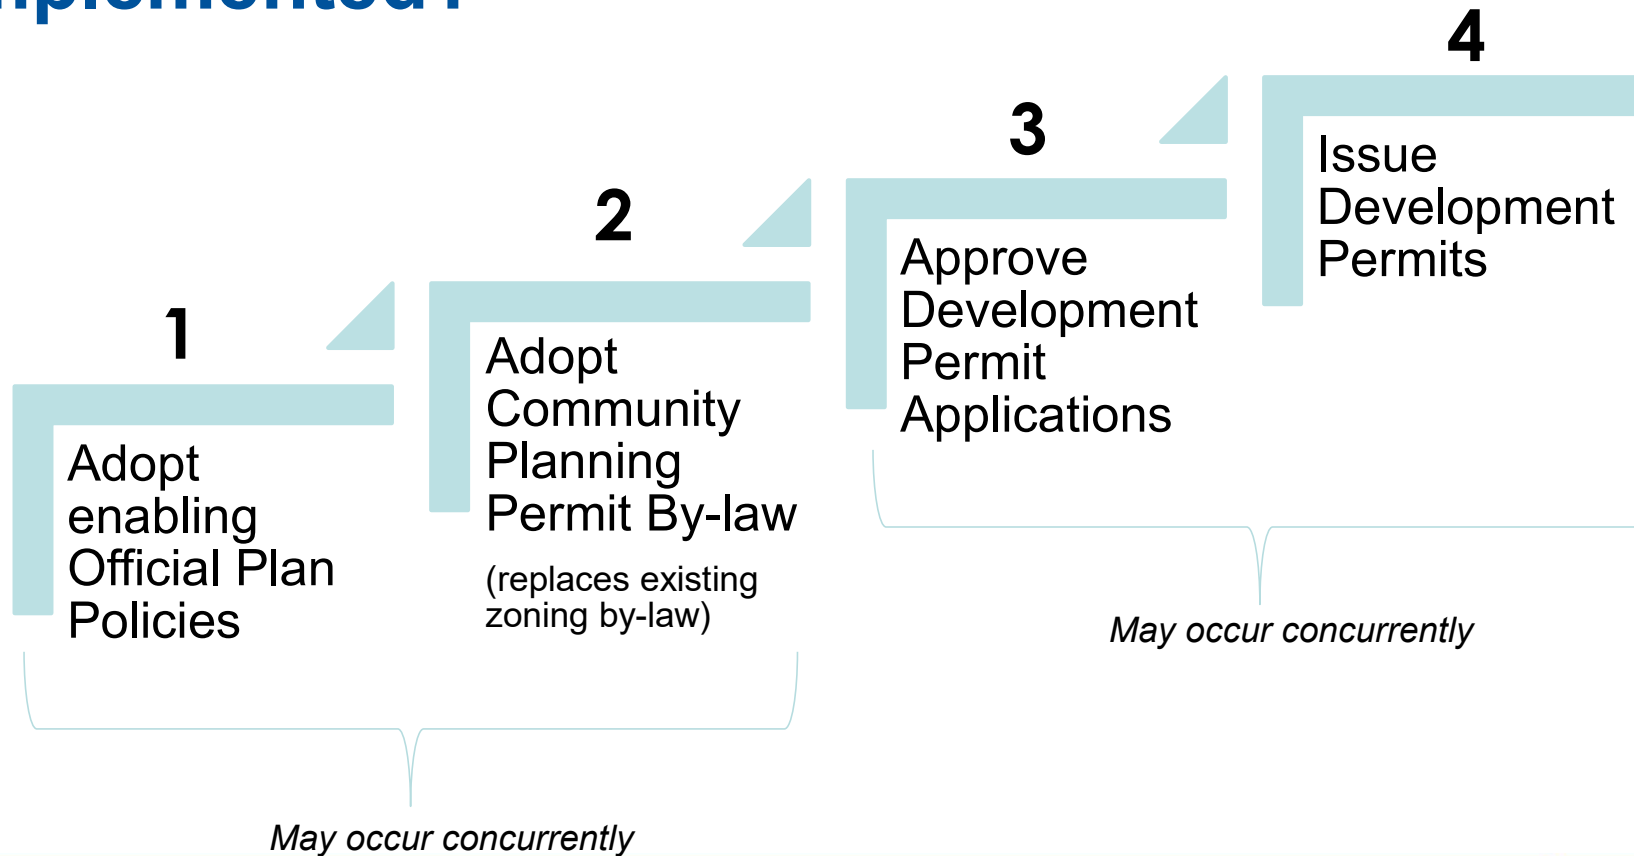 1
Adopt
enabling
Official Plan
Policies
2
Adopt
Community
Planning
Permit By-law
(replaces existing
zoning by-law)
3
Approve
Development
Permit
Applications
4
Issue
Development
Permits
May occur concurrently
May occur concurrently